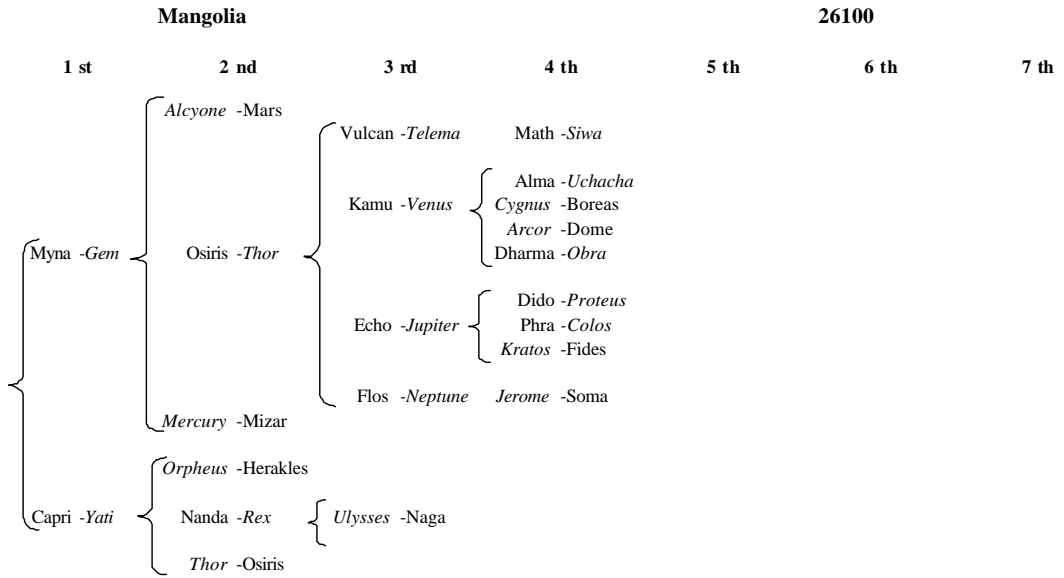 Mangolia 26100
1 st 2 nd 3 rd 4 th 5 th 6 th 7 th
Alcyone -Mars
Vulcan -Telema Math -Siwa
Alma -Uchacha
Kamu -Venus Cygnus -Boreas
Arcor -Dome
Myna -Gem Osiris -Thor Dharma -Obra
Dido -Proteus
Echo -Jupiter Phra -Colos
Kratos -Fides
Flos -Neptune Jerome -Soma
Mercury -Mizar
Orpheus -Herakles
Capri -Yati Nanda -Rex Ulysses -Naga
Thor -Osiris